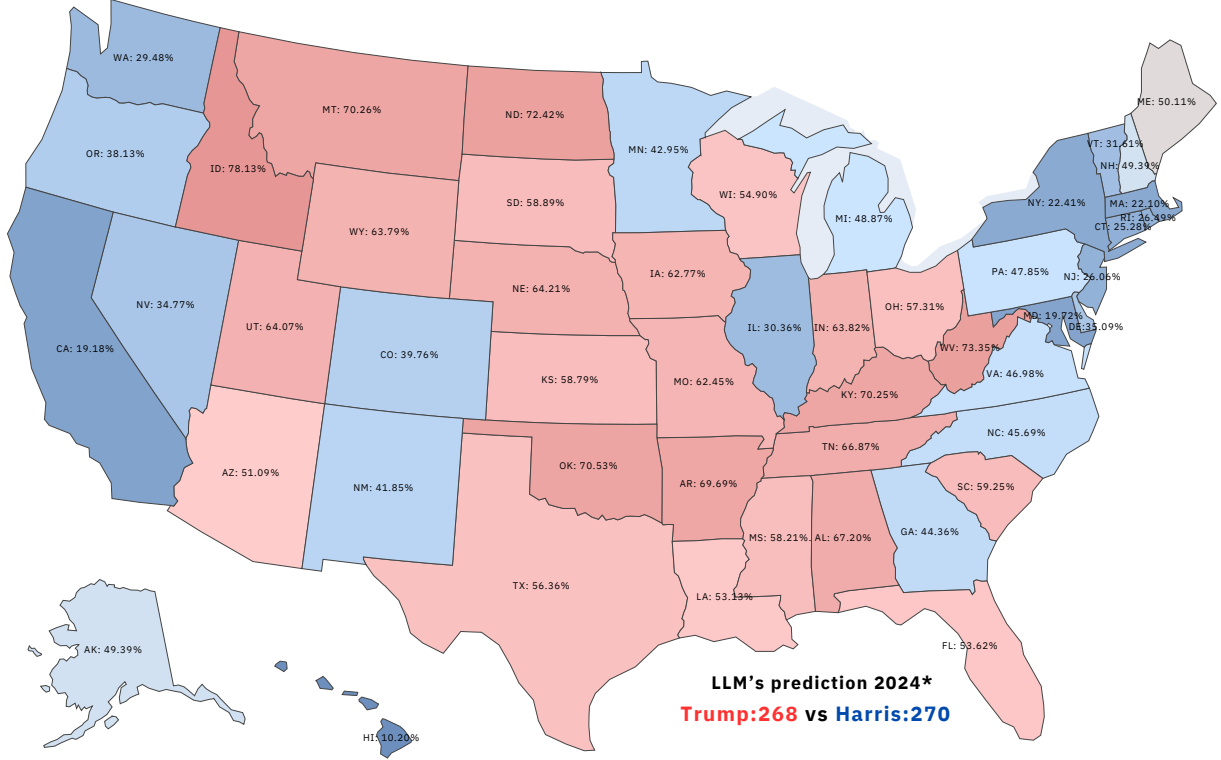 WA: 29.48%
MT: 70.26%
ND: 72.42%
ME: 50.11%
OR: 38.13%
ID: 78.13%
MN: 42.95%
VT: 31.61%
NH: 49.39%
WI: 54.90%
SD: 58.89%
NY: 22.41%
MA: 22.10%
MI: 48.87%
RI: 26.49%
CT: 25.28%
WY: 63.79%
PA: 47.85%
IA: 62.77%
NJ: 26.06%
NE: 64.21%
NV: 34.77%
OH: 57.31%
MD: 19.72%
UT: 64.07%
IL: 30.36%
IN: 63.82%
DE:35.09%
CA: 19.18%
CO: 39.76%
WV: 73.35%
VA: 46.98%
KS: 58.79%
MO: 62.45%
KY: 70.25%
NC: 45.69%
TN: 66.87%
AZ: 51.09%
OK: 70.53%
NM: 41.85%
AR: 69.69%
SC: 59.25%
GA: 44.36%
MS: 58.21%
AL: 67.20%
TX: 56.36%
LA: 53.13%
AK: 49.39%
FL: 53.62%
HI: 10.20%
LLM's prediction 2024*
Trump:268 vs Harris:270